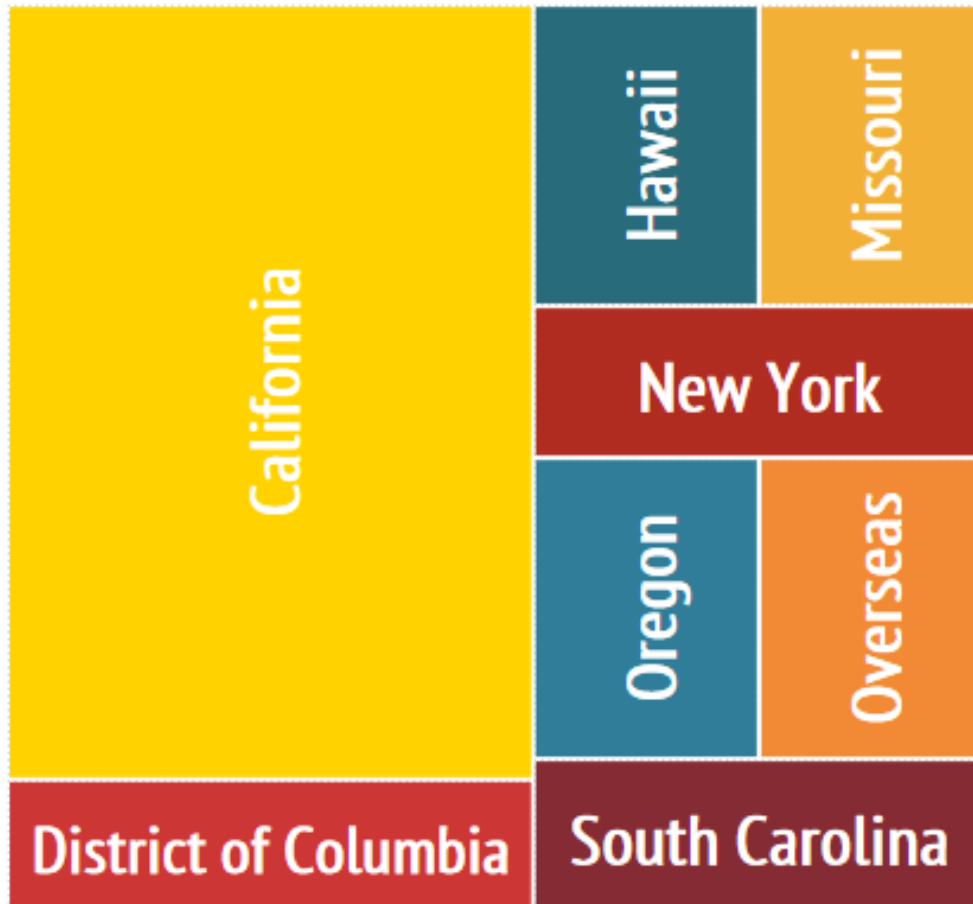 California
Hawaii
Missouri
New York
Oregon
Overseas
District of Columbia
South Carolina